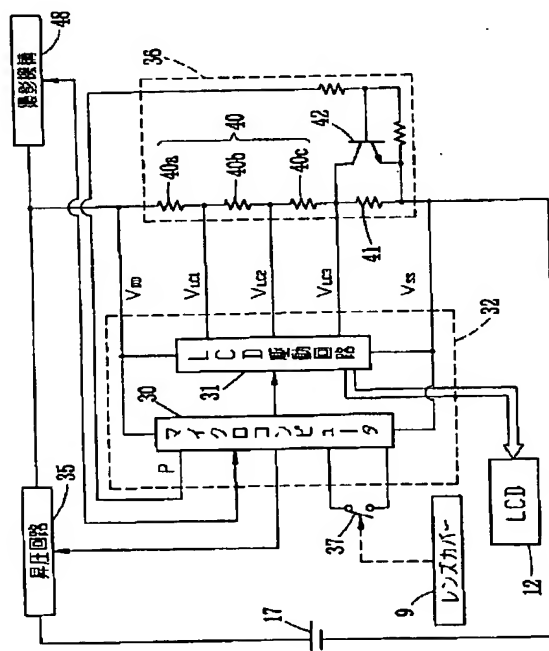 48
撮影機構
36
40
42
40a
40b
40c
41
VDD
VLC1
VLC2
VLC3
VSS
32
LCD駆動回路
31
30
マイクロコンピュータ
P
35
昇圧回路
37
17
レンズカバー
9
LCD
12